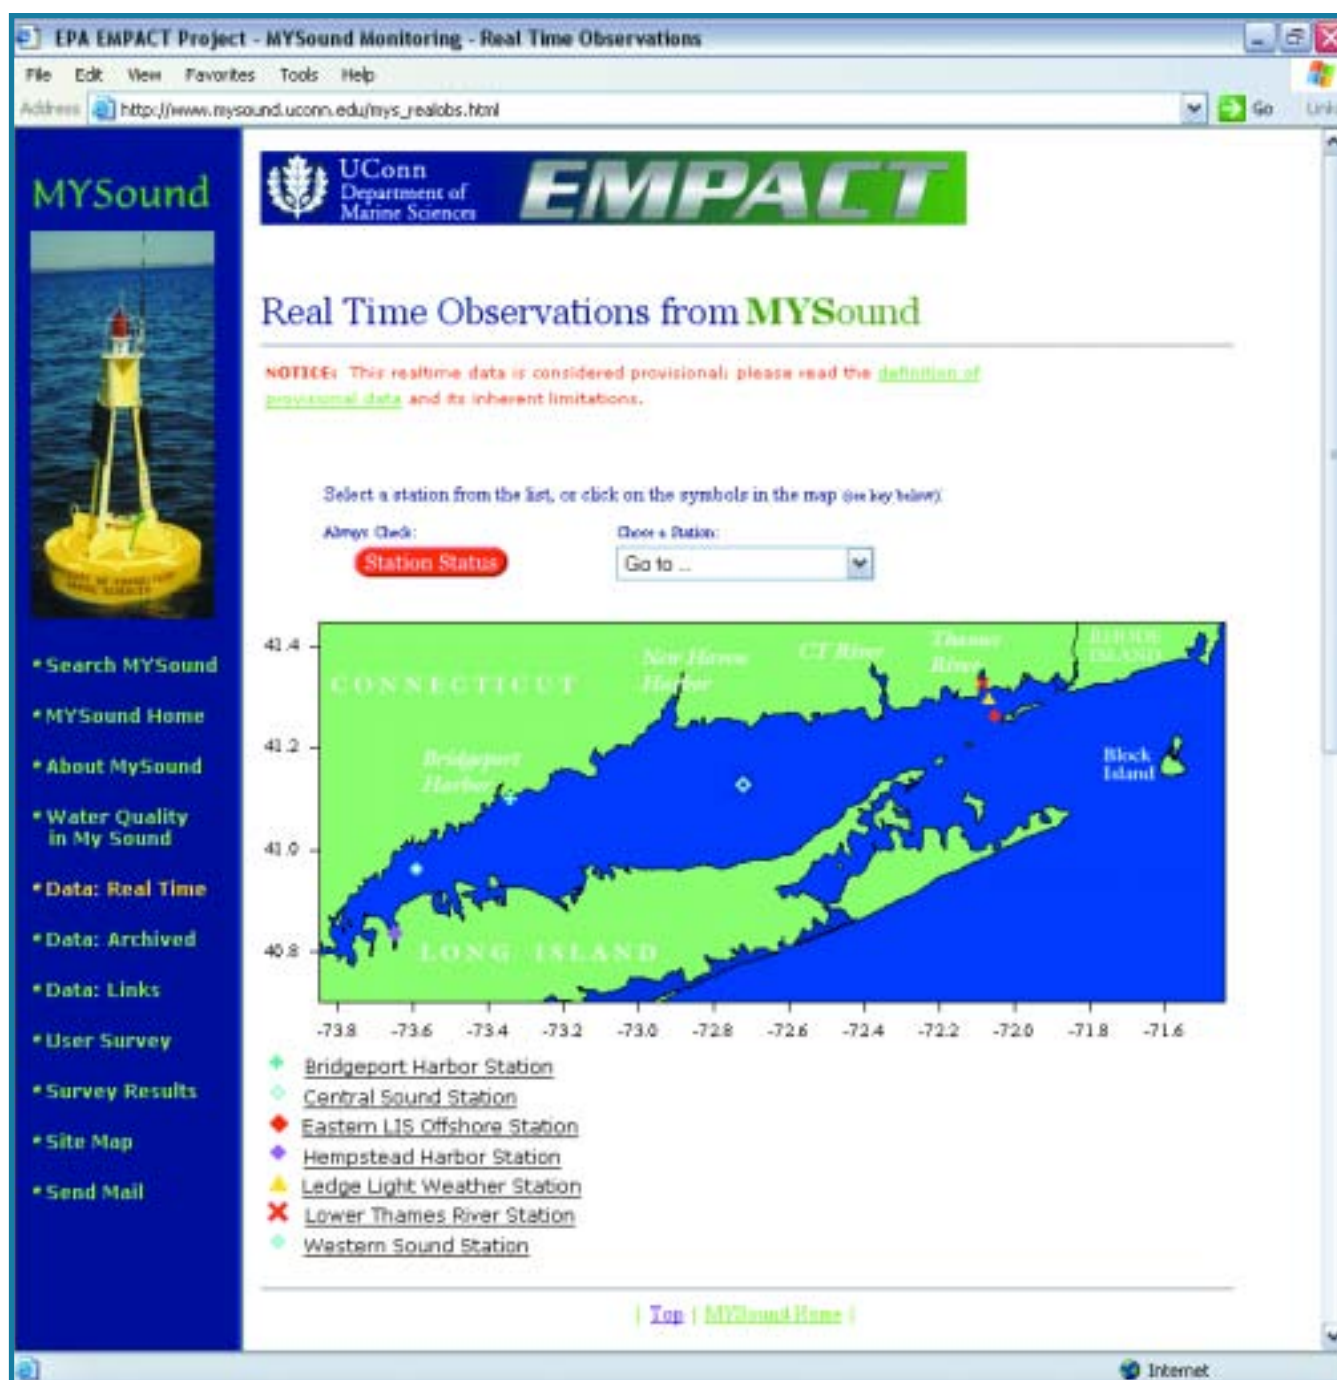 EPA EMPACT Project - MYSound Monitoring - Real Time Observations
File Edit View Favorites Tools Help
Address http://www.mysound.uconn.edu/mys_realobs.html Go Links
MYSound
UConn
Department of
Marine Sciences
EMPACT
Real Time Observations from MYSound
NOTICE: This realtime data is considered provisional; please read the definition of
provisional data and its inherent limitations.
Select a station from the list, or click on the symbols in the map (see key below).
Always Check: Choose a Station:
Station Status Go to ...
• Search MYSound
• MYSound Home
• About MySound
• Water Quality
in My Sound
• Data: Real Time
• Data: Archived
• Data: Links
• User Survey
• Survey Results
• Site Map
• Send Mail
41.4
41.2
41.0
40.8
CONNECTICUT
New Haven
Harbor
CT River
Thames
River
RHODE
ISLAND
Bridgeport
Harbor
Block
Island
LONG ISLAND
-73.8 -73.6 -73.4 -73.2 -73.0 -72.8 -72.6 -72.4 -72.2 -72.0 -71.8 -71.6
Bridgeport Harbor Station
Central Sound Station
Eastern LIS Offshore Station
Hempstead Harbor Station
Ledge Light Weather Station
Lower Thames River Station
Western Sound Station
| Top | MYSound Home |
Internet